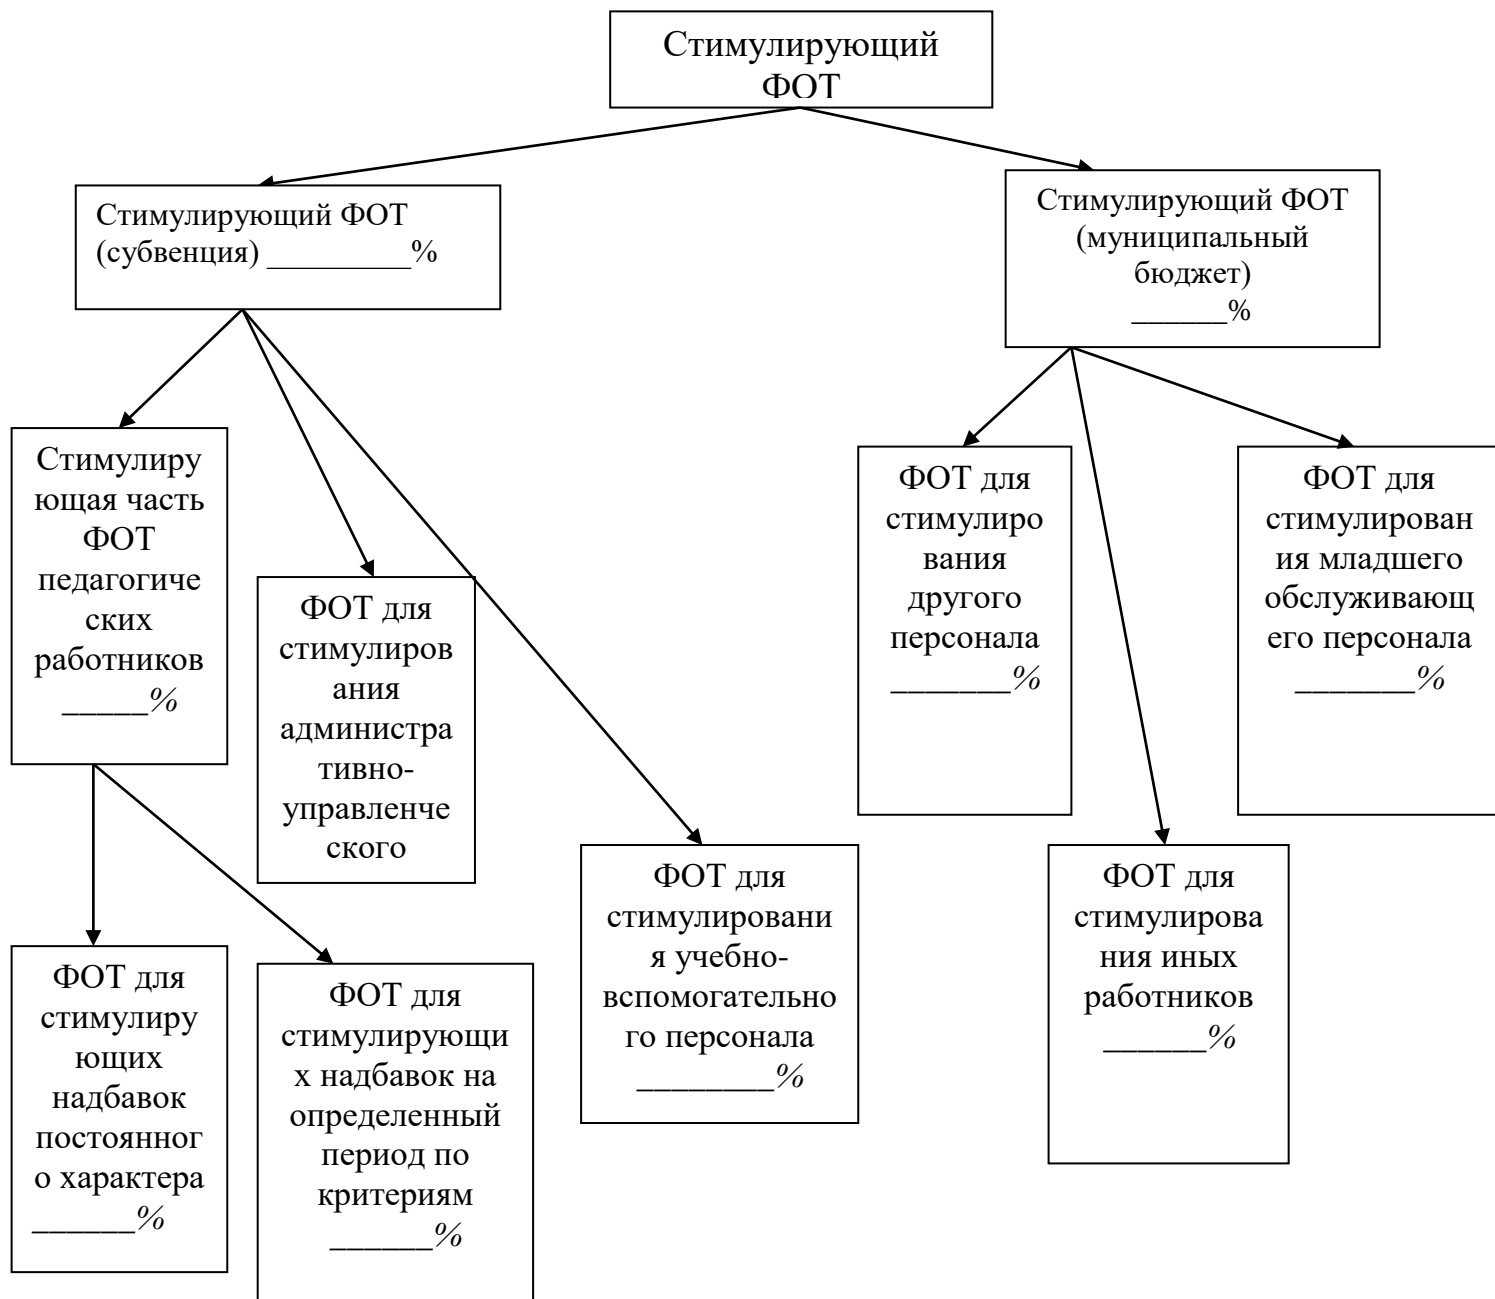 Стимулирующий
ФОТ
Стимулирующий ФОТ
(субвенция) _________%
Стимулирующий ФОТ
(муниципальный
бюджет)
______%
Стимулиру
ющая часть
ФОТ
педагогиче
ских
работников
_____%
ФОТ для
стимулиров
ания
администра
тивно-
управленче
ского
ФОТ для
стимулиро
вания
другого
персонала
_______%
ФОТ для
стимулирован
ия младшего
обслуживающ
его персонала
_______%
ФОТ для
стимулировани
я учебно-
вспомогательно
го персонала
________%
ФОТ для
стимулирова
ния иных
работников
______%
ФОТ для
стимулиру
ющих
надбавок
постоянног
о характера
______%
ФОТ для
стимулирующи
х надбавок на
определенный
период по
критериям
______%